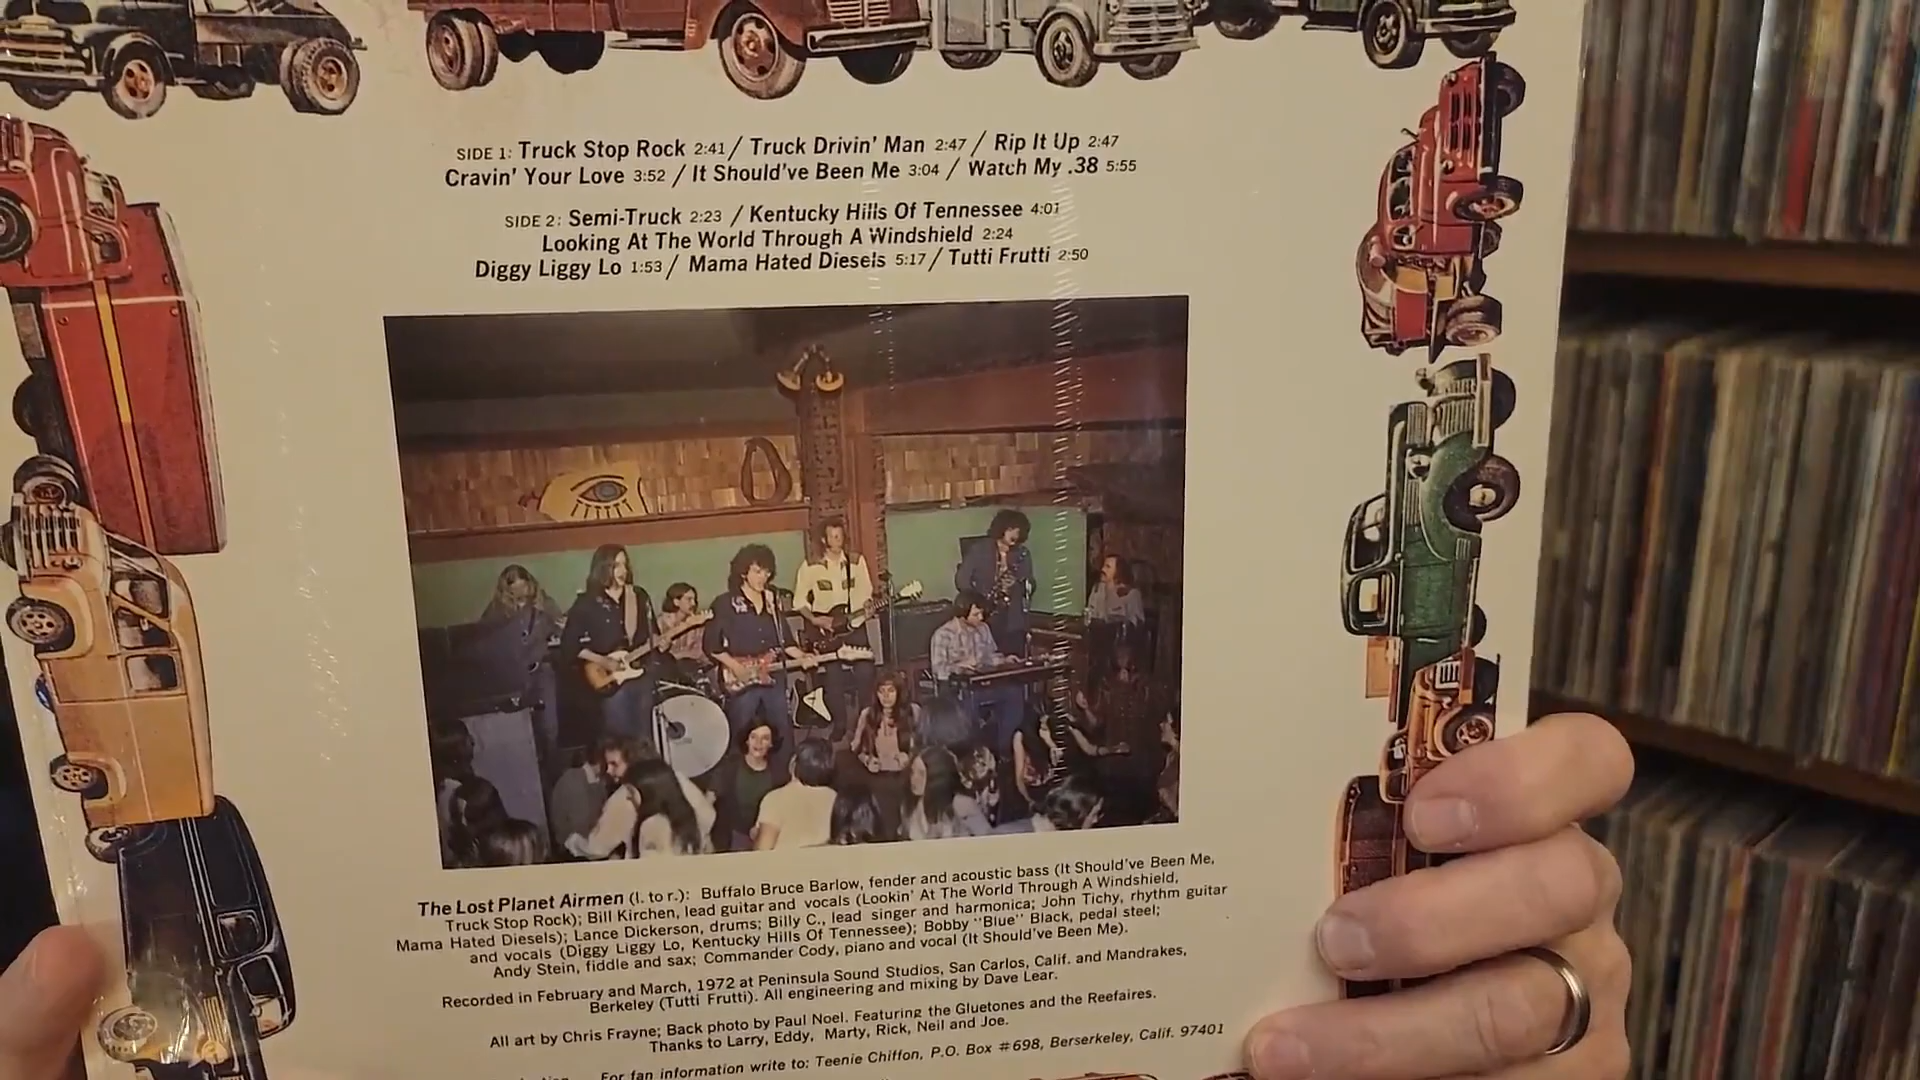 SIDE 1: Truck Stop Rock 2:41 / Truck Drivin' Man 2:47 / Rip It Up 2:47
Cravin' Your Love 3:52 / It Should've Been Me 3:04 / Watch My .38 5:55
SIDE 2: Semi-Truck 2:23 / Kentucky Hills Of Tennessee 4:01
Looking At The World Through A Windshield 2:24
Diggy Liggy Lo 1:53 / Mama Hated Diesels 5:17 / Tutti Frutti 2:50
The Lost Planet Airmen (l. to r.): Buffalo Bruce Barlow, fender and acoustic bass (It Should've Been Me,
Truck Stop Rock); Bill Kirchen, lead guitar and vocals (Lookin' At The World Through A Windshield,
Mama Hated Diesels); Lance Dickerson, drums; Billy C., lead singer and harmonica; John Tichy, rhythm guitar
and vocals (Diggy Liggy Lo, Kentucky Hills Of Tennessee); Bobby "Blue" Black, pedal steel;
Andy Stein, fiddle and sax; Commander Cody, piano and vocal (It Should've Been Me).
Recorded in February and March, 1972 at Peninsula Sound Studios, San Carlos, Calif. and Mandrakes,
Berkeley (Tutti Frutti). All engineering and mixing by Dave Lear.
All art by Chris Frayne; Back photo by Paul Noel. Featuring the Gluetones and the Reefaires.
Thanks to Larry, Eddy, Marty, Rick, Neil and Joe.
For fan information write to: Teenie Chiffon, P.O. Box #698, Berserkeley, Calif. 97401